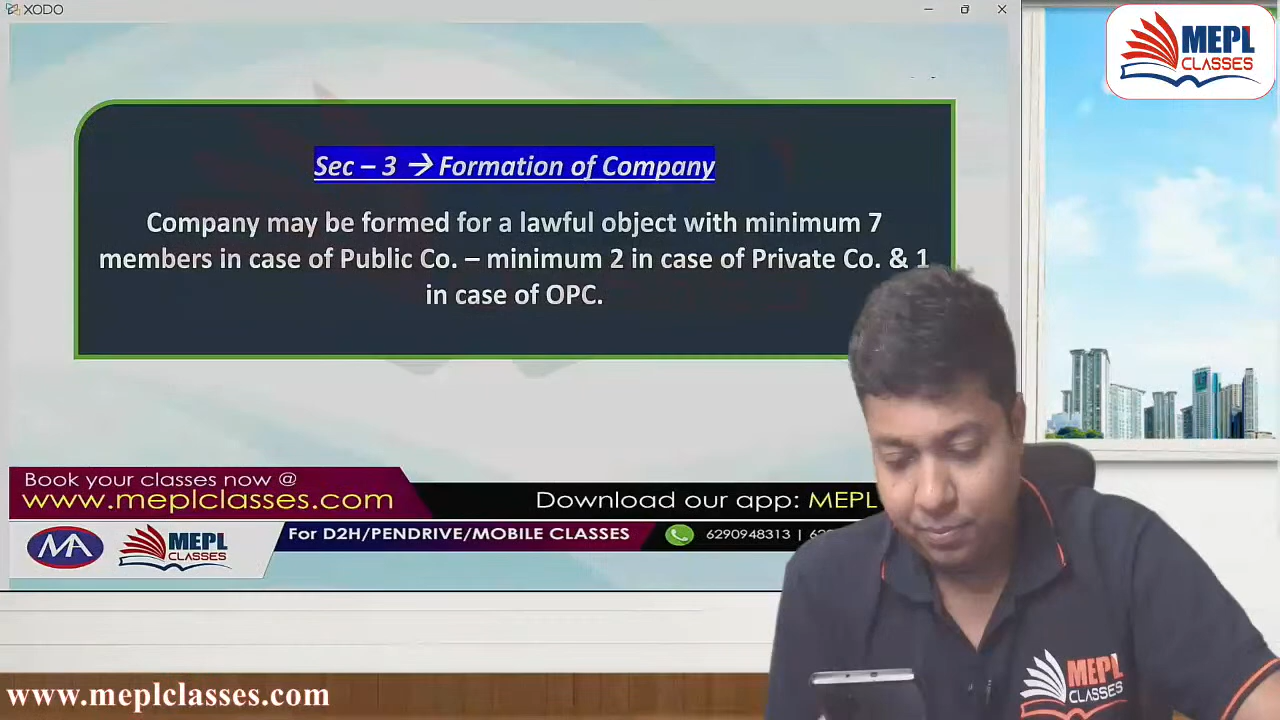 XODO
MEPL
CLASSES
Sec – 3 → Formation of Company
Company may be formed for a lawful object with minimum 7
members in case of Public Co. – minimum 2 in case of Private Co. & 1
in case of OPC.
Book your classes now @
www.meplclasses.com
Download our app: MEPL
MA
MEPL
CLASSES
For D2H/PENDRIVE/MOBILE CLASSES
6290948313 |
MEPL
CLASSES
www.meplclasses.com